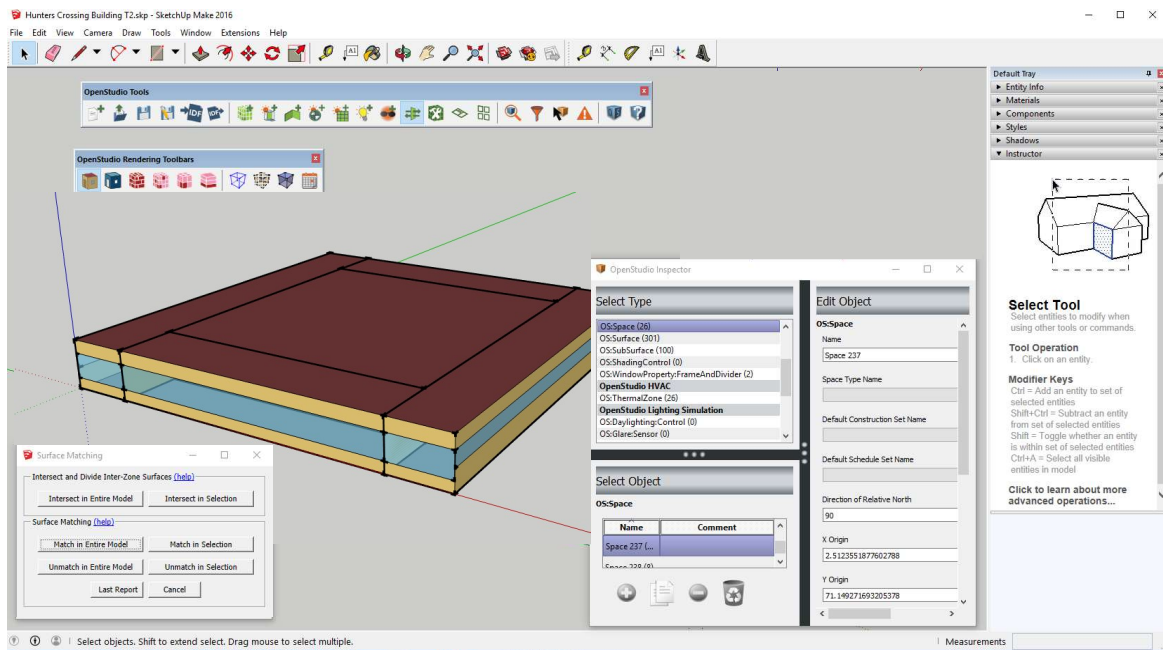 Hunters Crossing Building T2.skp - SketchUp Make 2016
File Edit View Camera Draw Tools Window Extensions Help
OpenStudio Tools
OpenStudio Rendering Toolbars
Default Tray
Entity Info
Materials
Components
Styles
Shadows
Instructor
Select Tool
Select entities to modify when
using other tools or commands.
Tool Operation
1. Click on an entity.
Modifier Keys
Ctrl = Add an entity to set of
selected entities
Shift+Ctrl = Subtract an entity
from set of selected entities
Shift = Toggle whether an entity
is within set of selected entities
Ctrl+A = Select all visible
entities in model
Click to learn about more
advanced operations...
OpenStudio Inspector
Select Type
OS:Space (26)
OS:Surface (301)
OS:SubSurface (100)
OS:ShadingControl (0)
OS:WindowProperty:FrameAndDivider (2)
OpenStudio HVAC
OS:ThermalZone (26)
OpenStudio Lighting Simulation
OS:Daylighting:Control (0)
OS:Glare:Sensor (0)
Select Object
OS:Space
Name Comment
Space 237 (...
Space 238 (8)
Edit Object
OS:Space
Name
Space 237
Space Type Name
Default Construction Set Name
Default Schedule Set Name
Direction of Relative North
90
X Origin
2.5123551877602788
Y Origin
71.149271693205378
Surface Matching
Intersect and Divide Inter-Zone Surfaces (help)
Intersect in Entire Model Intersect in Selection
Surface Matching (help)
Match in Entire Model Match in Selection
Unmatch in Entire Model Unmatch in Selection
Last Report Cancel
Select objects. Shift to extend select. Drag mouse to select multiple.
Measurements